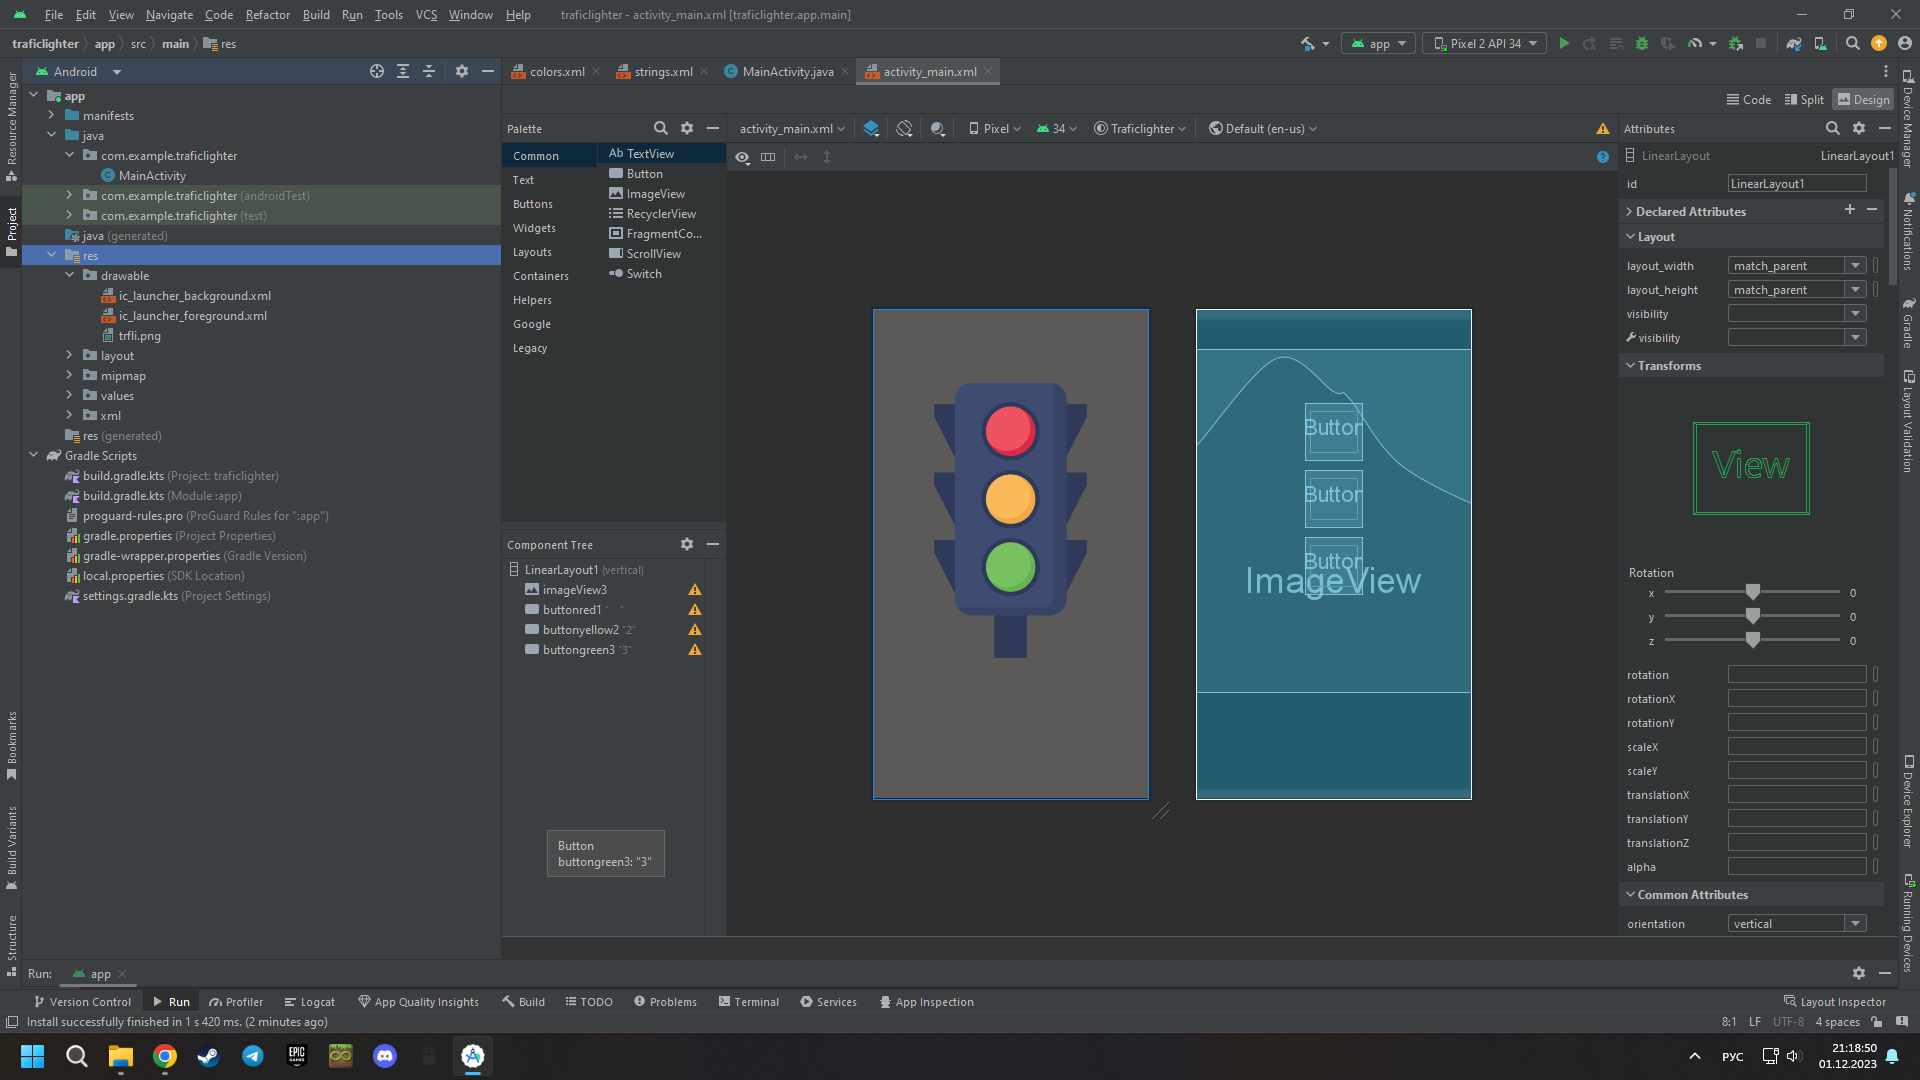 File Edit View Navigate Code Refactor Build Run Tools VCS Window Help traficlighter - activity_main.xml [traficlighter.app.main]
traficlighter app src main res
app Pixel 2 API 34
Android
colors.xml strings.xml MainActivity.java activity_main.xml
Code Split Design
Resource Manager
Project
Bookmarks
Build Variants
Structure
app
manifests
java
com.example.traficlighter
MainActivity
com.example.traficlighter (androidTest)
com.example.traficlighter (test)
java (generated)
res
drawable
ic_launcher_background.xml
ic_launcher_foreground.xml
trfli.png
layout
mipmap
values
xml
res (generated)
Gradle Scripts
build.gradle.kts (Project: traficlighter)
build.gradle.kts (Module :app)
proguard-rules.pro (ProGuard Rules for ":app")
gradle.properties (Project Properties)
gradle-wrapper.properties (Gradle Version)
local.properties (SDK Location)
settings.gradle.kts (Project Settings)
Palette
Common
Text
Buttons
Widgets
Layouts
Containers
Helpers
Google
Legacy
Ab TextView
Button
ImageView
RecyclerView
FragmentCo...
ScrollView
Switch
Component Tree
LinearLayout1 (vertical)
imageView3
buttonred1 " "
buttonyellow2 "2"
buttongreen3 "3"
Button
buttongreen3: "3"
activity_main.xml Pixel 34 Traficlighter Default (en-us)
Button
Button
Button
ImageView
Attributes
LinearLayout LinearLayout1
id LinearLayout1
Declared Attributes
Layout
layout_width match_parent
layout_height match_parent
visibility
visibility
Transforms
View
Rotation
x 0
y 0
z 0
rotation
rotationX
rotationY
scaleX
scaleY
translationX
translationY
translationZ
alpha
Common Attributes
orientation vertical
Device Manager
Notifications
Gradle
Layout Validation
Device Explorer
Running Devices
Run: app
Version Control Run Profiler Logcat App Quality Insights Build TODO Problems Terminal Services App Inspection Layout Inspector
Install successfully finished in 1 s 420 ms. (2 minutes ago) 8:1 LF UTF-8 4 spaces
EPIC GAMES
РУС
21:18:50
01.12.2023